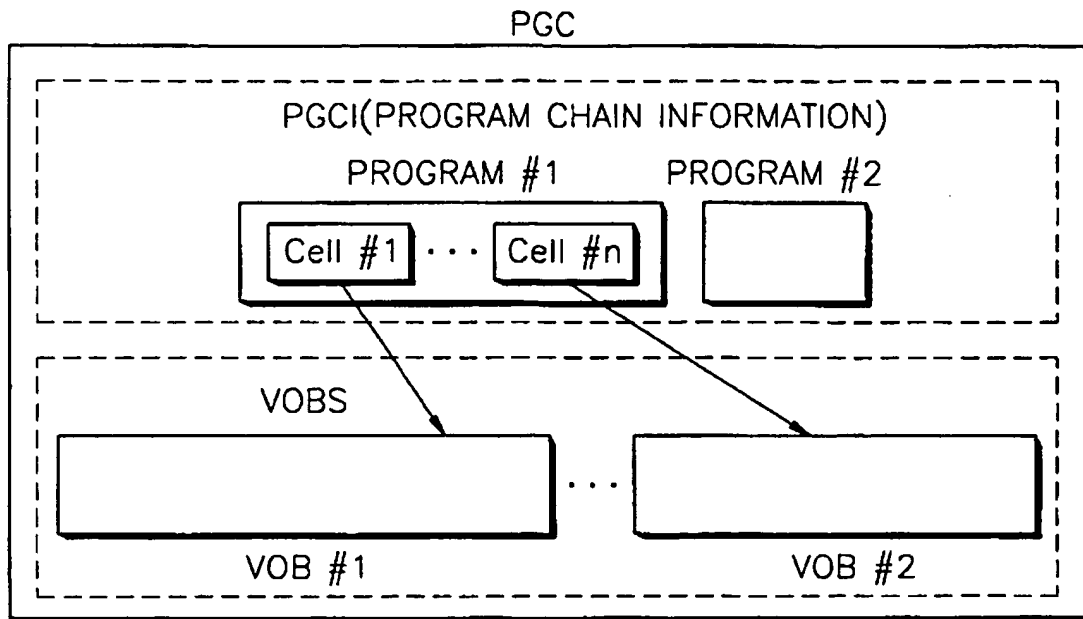 PGC
PGCI(PROGRAM CHAIN INFORMATION)
PROGRAM #1 PROGRAM #2
Cell #1 ··· Cell #n
VOBS
···
VOB #1 VOB #2